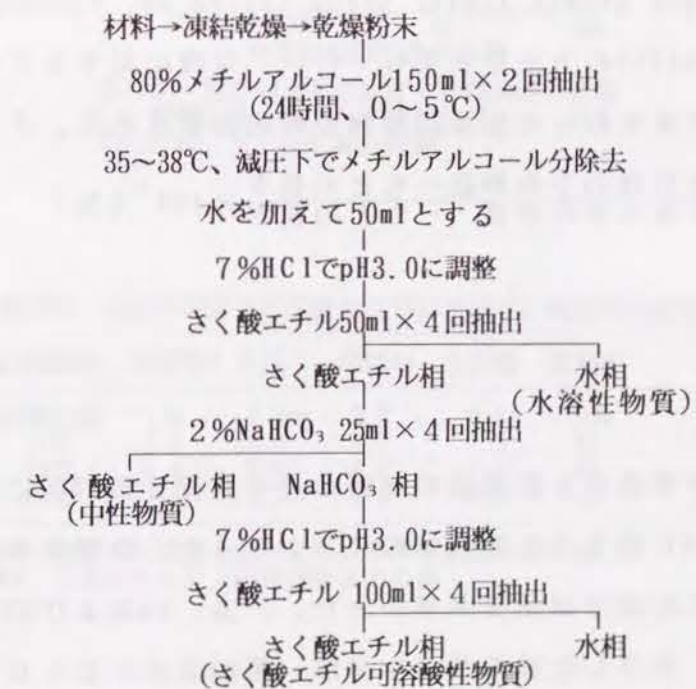 材料→凍結乾燥→乾燥粉末
80%メチルアルコール150ml×2回抽出
(24時間、0～5℃)
35～38℃、減圧下でメチルアルコール分除去
水を加えて50mlとする
7%HClでpH3.0に調整
さく酸エチル50ml×4回抽出
さく酸エチル相 水相
(水溶性物質)
2%NaHCO₃ 25ml×4回抽出
さく酸エチル相 NaHCO₃相
(中性物質)
7%HClでpH3.0に調整
さく酸エチル 100ml×4回抽出
さく酸エチル相 水相
(さく酸エチル可溶酸性物質)